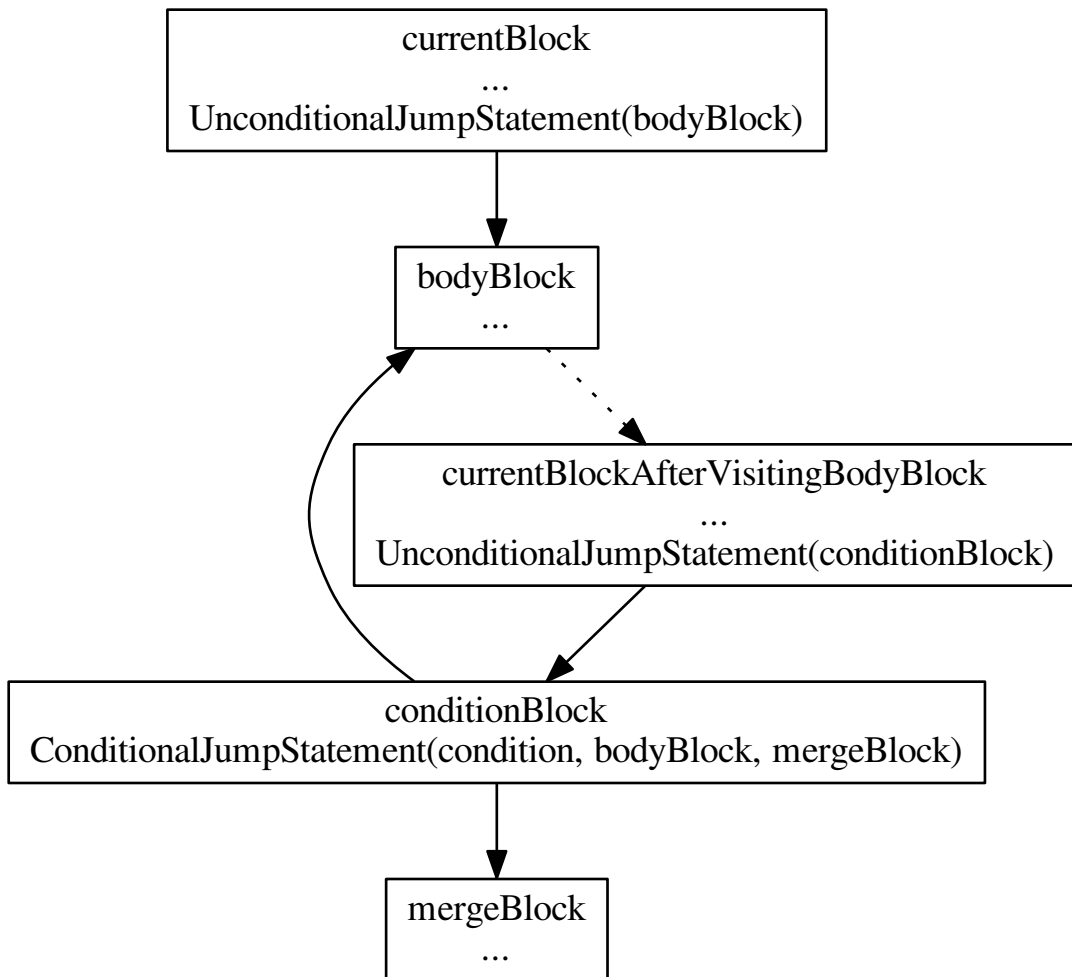 currentBlock
...
UnconditionalJumpStatement(bodyBlock)
bodyBlock
...
currentBlockAfterVisitingBodyBlock
...
UnconditionalJumpStatement(conditionBlock)
conditionBlock
ConditionalJumpStatement(condition, bodyBlock, mergeBlock)
mergeBlock
...